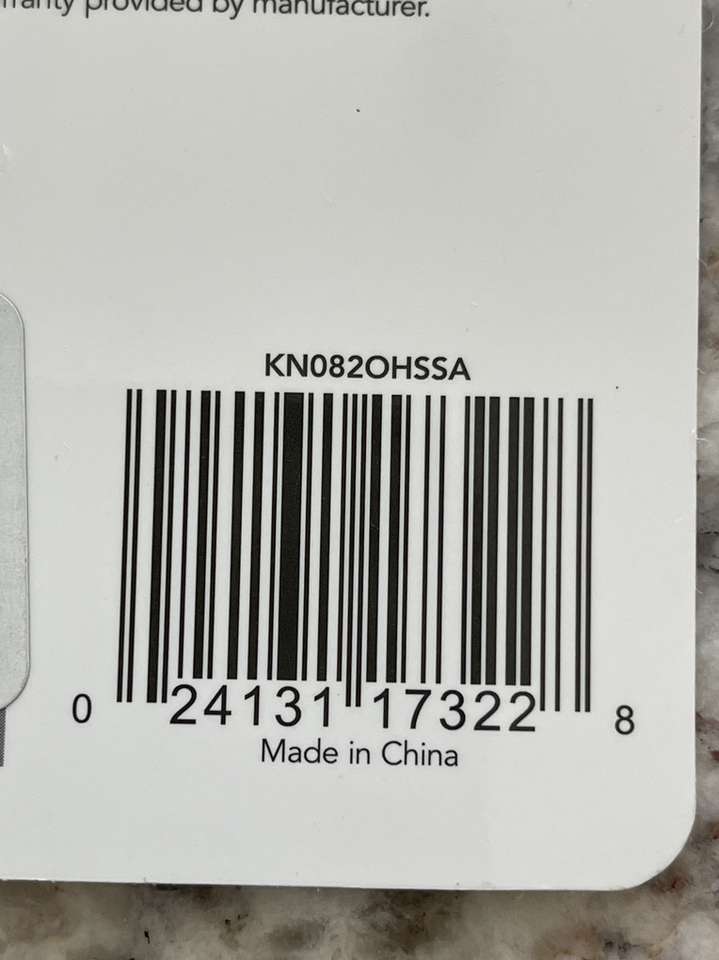 provided by manufacturer.
KN082OHSSA
0 24131 17322 8
Made in China